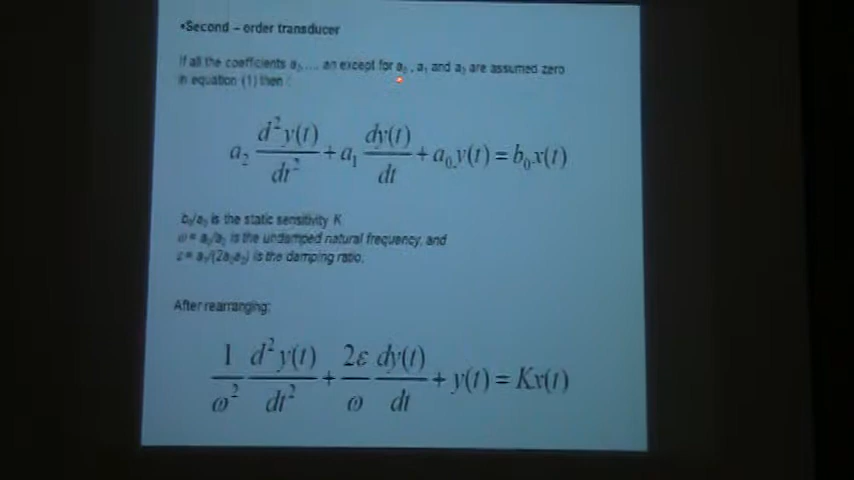 •Second – order transducer
If all the coefficients a₃, … an except for a₀ , a₁ and a₂ are assumed zero
in equation (1) then :
a₂ d²y(t)/dt² + a₁ dy(t)/dt + a₀.y(t) = b₀x(t)
b₀/a₀ is the static sensitivity K
ω = a₀/a₂ is the undamped natural frequency, and
ε = a₁/(2a₀a₂) is the damping ratio.
After rearranging:
1/ω² d²y(t)/dt² + 2ε/ω dy(t)/dt + y(t) = Kx(t)